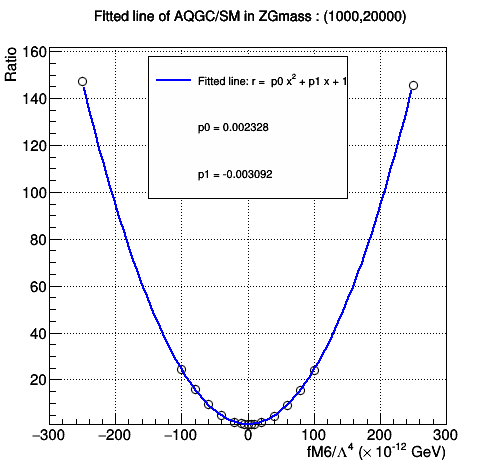 FItted line of AQGC/SM in ZGmass : (1000,20000)
Ratio
160
140
120
100
80
60
40
20
Fitted line: r = p0 x² + p1 x + 1
p0 = 0.002328
p1 = -0.003092
−300 −200 −100 0 100 200 300
fM6/Λ⁴ (× 10⁻¹² GeV)